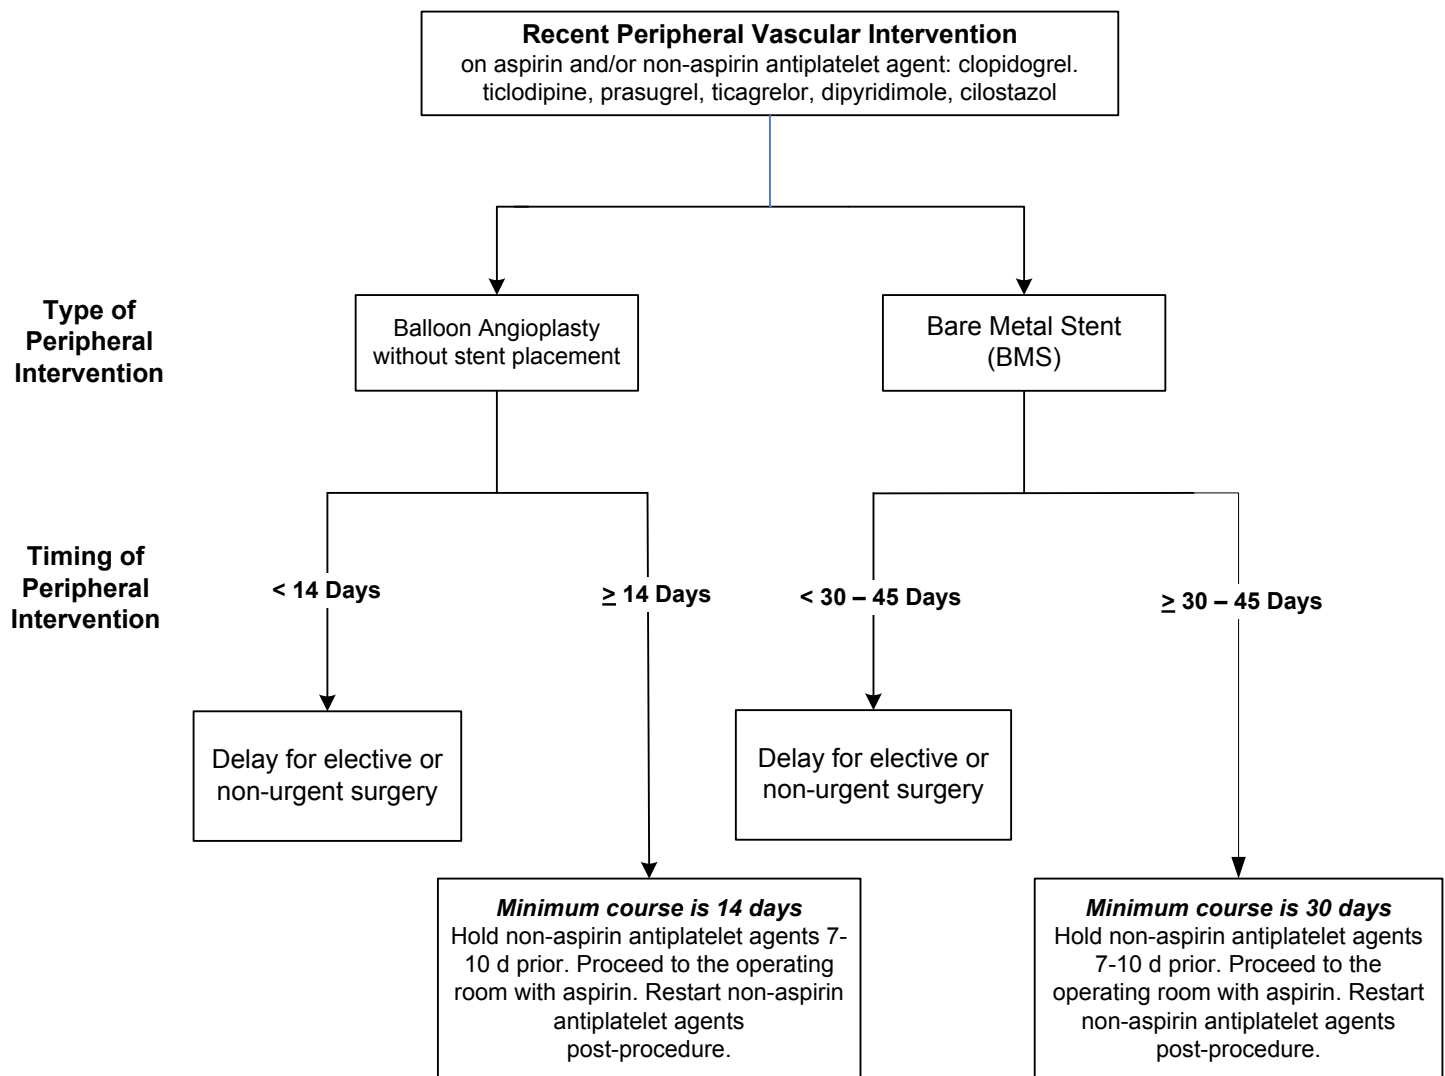 Recent Peripheral Vascular Intervention
on aspirin and/or non-aspirin antiplatelet agent: clopidogrel.
ticlodipine, prasugrel, ticagrelor, dipyridimole, cilostazol
Type of
Peripheral
Intervention
Balloon Angioplasty
without stent placement
Bare Metal Stent
(BMS)
Timing of
Peripheral
Intervention
< 14 Days
≥ 14 Days
< 30 – 45 Days
≥ 30 – 45 Days
Delay for elective or
non-urgent surgery
Delay for elective or
non-urgent surgery
Minimum course is 14 days
Hold non-aspirin antiplatelet agents 7-
10 d prior. Proceed to the operating
room with aspirin. Restart non-aspirin
antiplatelet agents
post-procedure.
Minimum course is 30 days
Hold non-aspirin antiplatelet agents
7-10 d prior. Proceed to the
operating room with aspirin. Restart
non-aspirin antiplatelet agents
post-procedure.